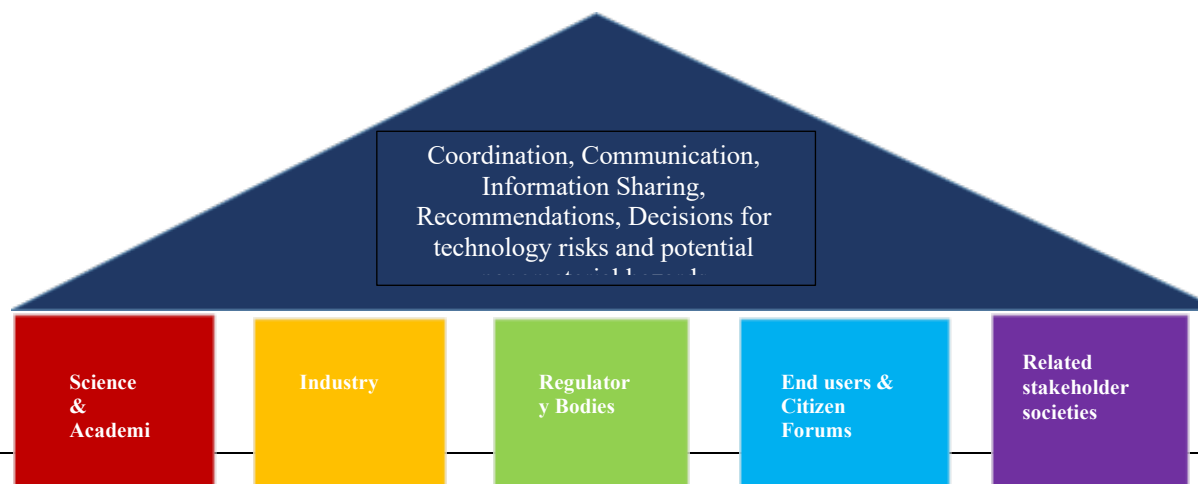 Coordination, Communication,
Information Sharing,
Recommendations, Decisions for
technology risks and potential
Science
&
Academi
Industry
Regulator
y Bodies
End users &
Citizen
Forums
Related
stakeholder
societies